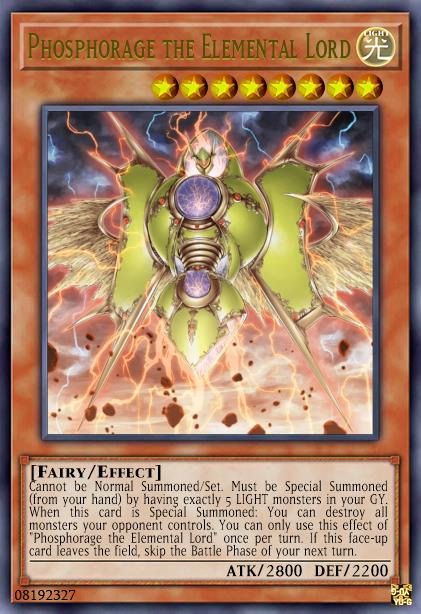 Phosphorage the Elemental Lord
LIGHT
光
[Fairy/Effect]
Cannot be Normal Summoned/Set. Must be Special Summoned
(from your hand) by having exactly 5 LIGHT monsters in your GY.
When this card is Special Summoned: You can destroy all
monsters your opponent controls. You can only use this effect of
"Phosphorage the Elemental Lord" once per turn. If this face-up
card leaves the field, skip the Battle Phase of your next turn.
ATK/2800 DEF/2200
08192327